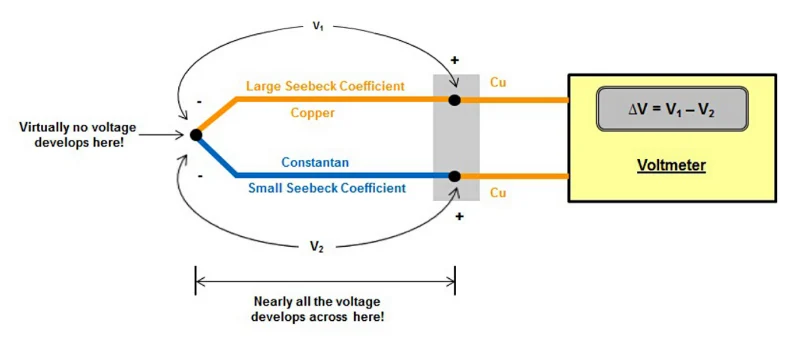 V₁
+
Large Seebeck Coefficient
Cu
-
Copper
ΔV = V₁ – V₂
Virtually no voltage
develops here!
Constantan
Voltmeter
-
Small Seebeck Coefficient
Cu
+
V₂
Nearly all the voltage
develops across here!